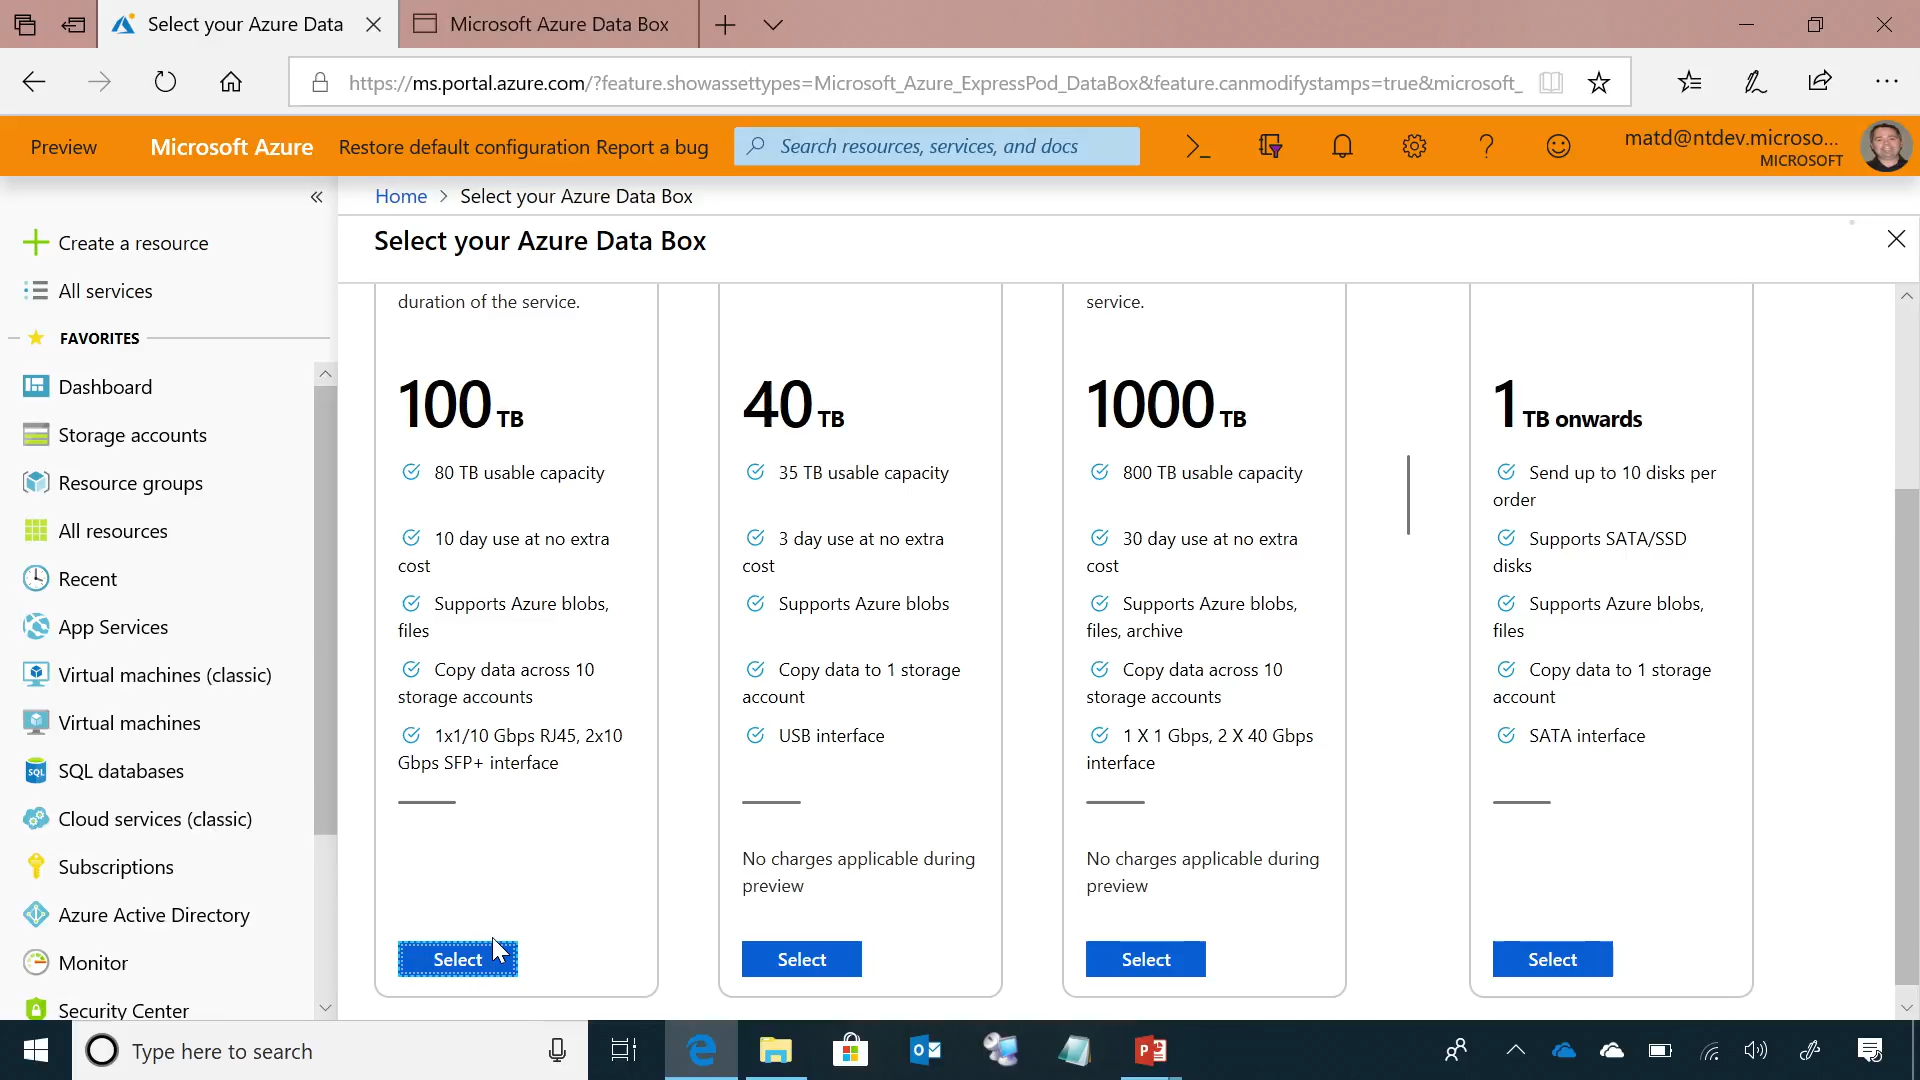 Select your Azure Data
Microsoft Azure Data Box
https://ms.portal.azure.com/?feature.showassettypes=Microsoft_Azure_ExpressPod_DataBox&feature.canmodifystamps=true&microsoft_
Preview
Microsoft Azure
Restore default configuration
Report a bug
Search resources, services, and docs
matd@ntdev.microso...
MICROSOFT
Home > Select your Azure Data Box
Select your Azure Data Box
Create a resource
All services
FAVORITES
Dashboard
Storage accounts
Resource groups
All resources
Recent
App Services
Virtual machines (classic)
Virtual machines
SQL
SQL databases
Cloud services (classic)
Subscriptions
Azure Active Directory
Monitor
Security Center
duration of the service.
100 TB
80 TB usable capacity
10 day use at no extra
cost
Supports Azure blobs,
files
Copy data across 10
storage accounts
1x1/10 Gbps RJ45, 2x10
Gbps SFP+ interface
Select
40 TB
35 TB usable capacity
3 day use at no extra
cost
Supports Azure blobs
Copy data to 1 storage
account
USB interface
No charges applicable during
preview
Select
service.
1000 TB
800 TB usable capacity
30 day use at no extra
cost
Supports Azure blobs,
files, archive
Copy data across 10
storage accounts
1 X 1 Gbps, 2 X 40 Gbps
interface
No charges applicable during
preview
Select
1 TB onwards
Send up to 10 disks per
order
Supports SATA/SSD
disks
Supports Azure blobs,
files
Copy data to 1 storage
account
SATA interface
Select
Type here to search